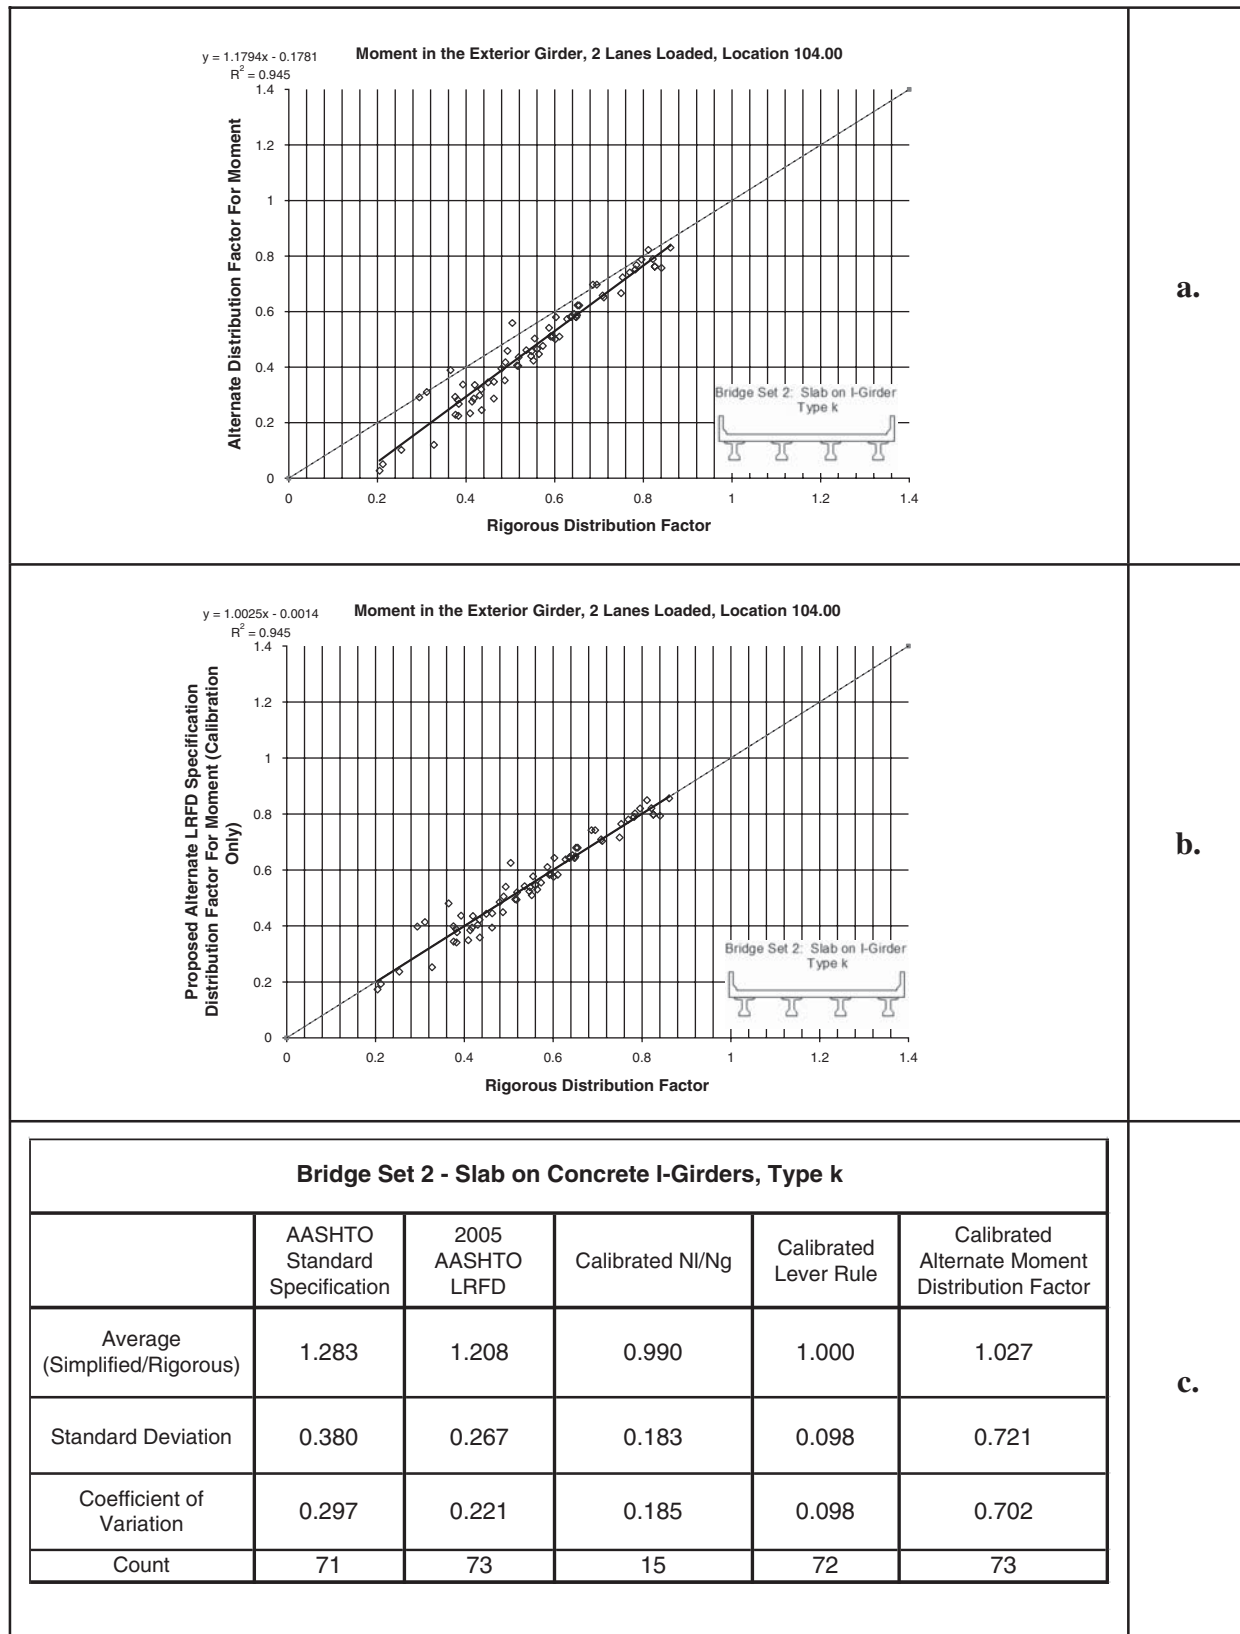 y = 1.1794x - 0.1781
R2 = 0.945
Moment in the Exterior Girder, 2 Lanes Loaded, Location 104.00
Alternate Distribution Factor For Moment
1.4
1.2
1
0.8
0.6
0.4
0.2
0
0 0.2 0.4 0.6 0.8 1 1.2 1.4
Rigorous Distribution Factor
Bridge Set 2: Slab on I-Girder
Type k
a.
y = 1.0025x - 0.0014
R2 = 0.945
Moment in the Exterior Girder, 2 Lanes Loaded, Location 104.00
Proposed Alternate LRFD Specification
Distribution Factor For Moment (Calibration
Only)
1.4
1.2
1
0.8
0.6
0.4
0.2
0
0 0.2 0.4 0.6 0.8 1 1.2 1.4
Rigorous Distribution Factor
Bridge Set 2: Slab on I-Girder
Type k
b.
Bridge Set 2 - Slab on Concrete I-Girders, Type k
AASHTO
Standard
Specification
2005
AASHTO
LRFD
Calibrated Nl/Ng
Calibrated
Lever Rule
Calibrated
Alternate Moment
Distribution Factor
Average
(Simplified/Rigorous)
1.283 1.208 0.990 1.000 1.027
Standard Deviation 0.380 0.267 0.183 0.098 0.721
Coefficient of
Variation
0.297 0.221 0.185 0.098 0.702
Count 71 73 15 72 73
c.